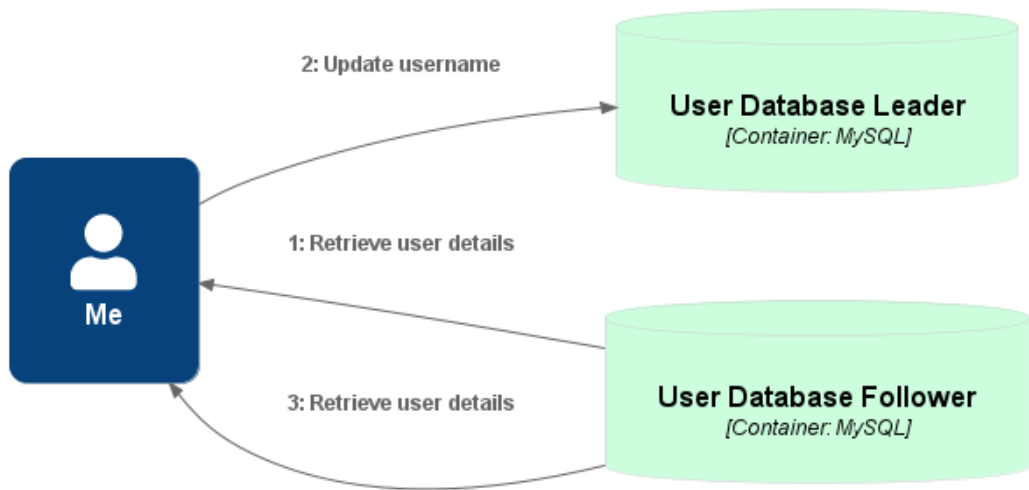 2: Update username
User Database Leader
[Container: MySQL]
1: Retrieve user details
Me
3: Retrieve user details
User Database Follower
[Container: MySQL]